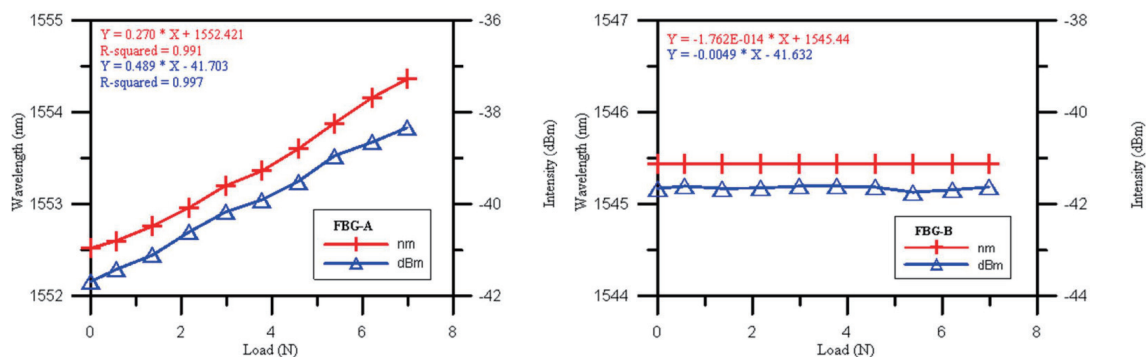 Y = 0.270 * X + 1552.421
R-squared = 0.991
Y = 0.489 * X - 41.703
R-squared = 0.997
1555
1554
1553
1552
Wavelength (nm)
-36
-38
-40
-42
Intensity (dBm)
FBG-A
nm
dBm
0
2
4
6
8
Load (N)
Y = -1.762E-014 * X + 1545.44
Y = -0.0049 * X - 41.632
1547
1546
1545
1544
Wavelength (nm)
-38
-40
-42
-44
Intensity (dBm)
FBG-B
nm
dBm
0
2
4
6
8
Load (N)